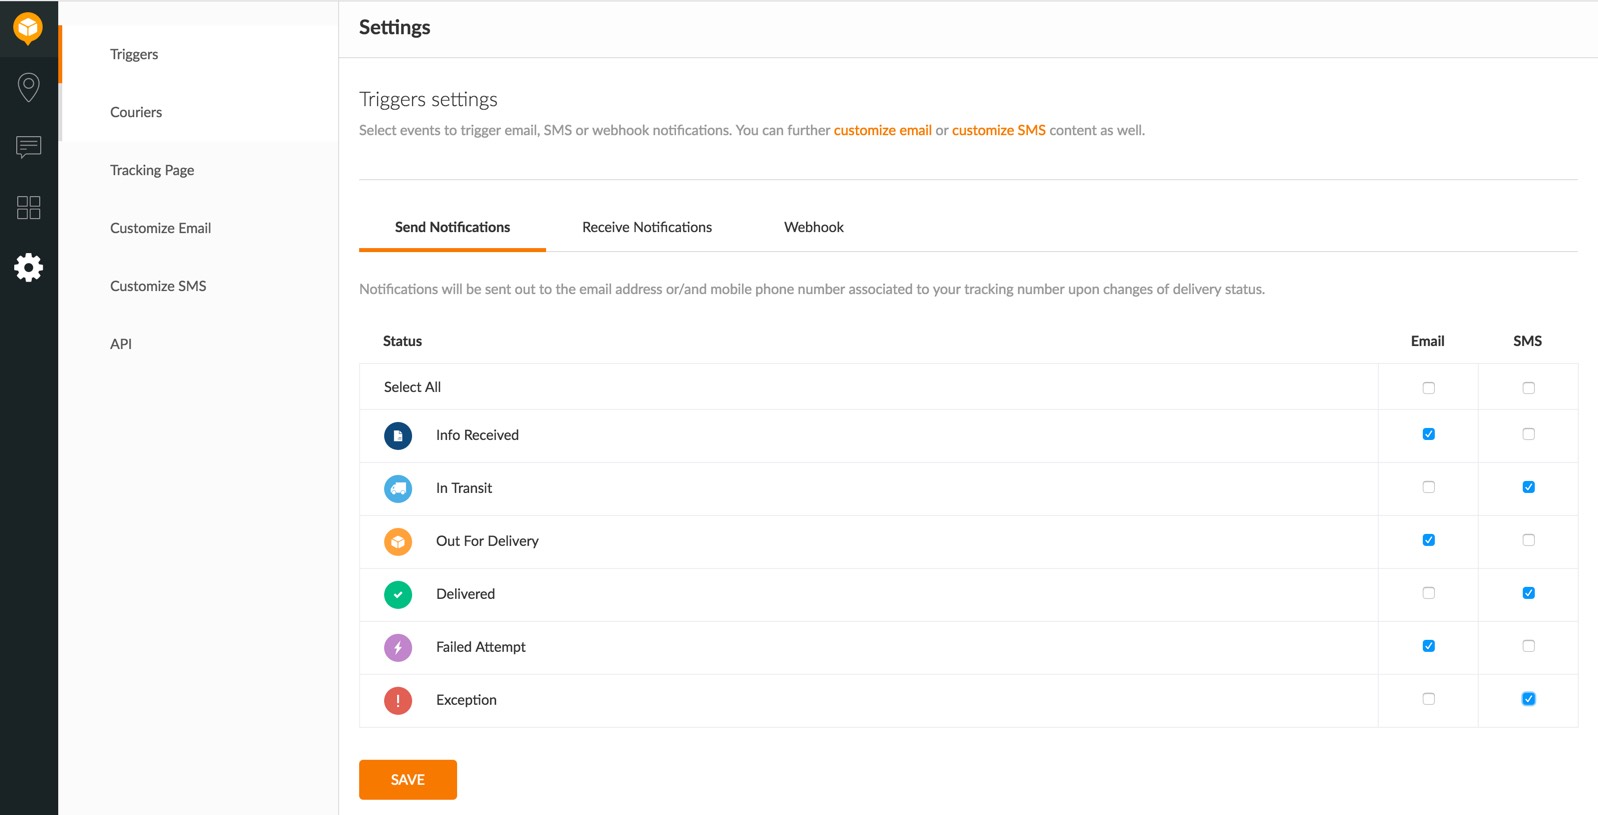 Settings
Triggers
Couriers
Tracking Page
Customize Email
Customize SMS
API
Triggers settings
Select events to trigger email, SMS or webhook notifications. You can further customize email or customize SMS content as well.
Send Notifications Receive Notifications Webhook
Notifications will be sent out to the email address or/and mobile phone number associated to your tracking number upon changes of delivery status.
Status Email SMS
Select All
Info Received
In Transit
Out For Delivery
Delivered
Failed Attempt
Exception
SAVE